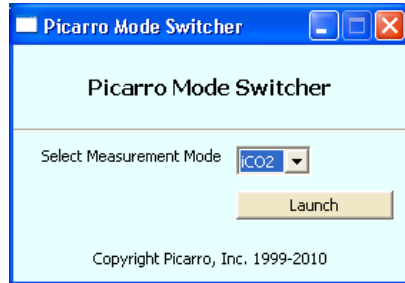 Picarro Mode Switcher
Picarro Mode Switcher
Select Measurement Mode iCO2
Launch
Copyright Picarro, Inc. 1999-2010